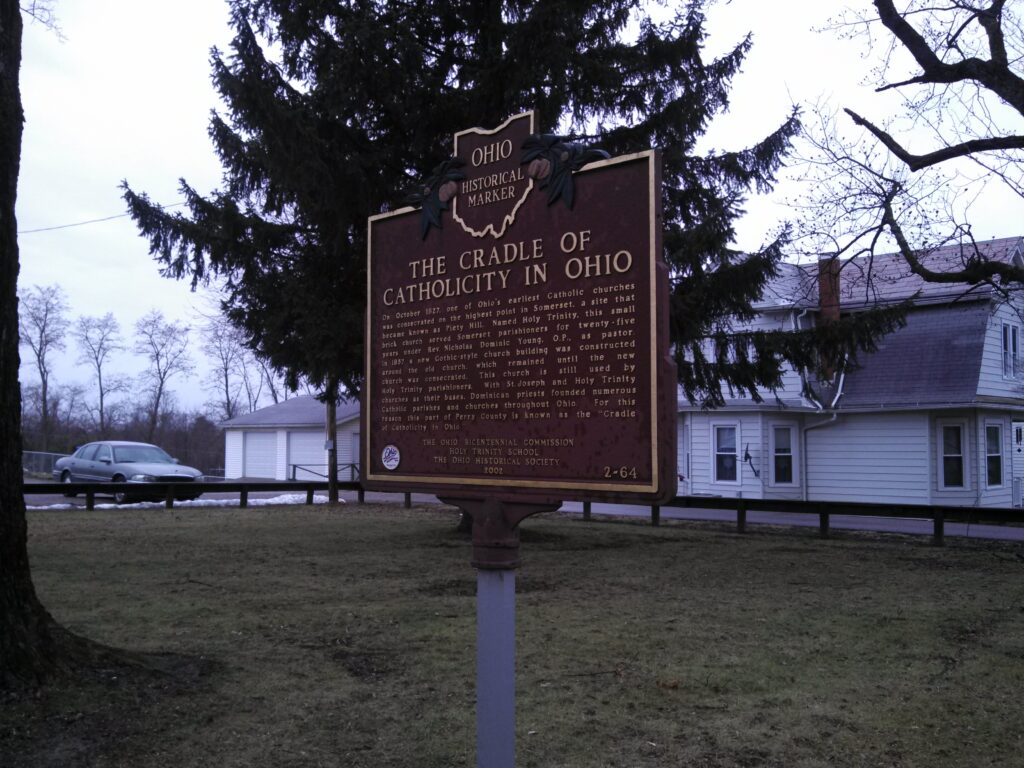 OHIO
HISTORICAL
MARKER
THE CRADLE OF
CATHOLICITY IN OHIO
On October 1827, one of Ohio's earliest Catholic churches
was consecrated on the highest point in Somerset, a site that
became known as Piety Hill. Named Holy Trinity, this small
brick church served Somerset parishioners for twenty-five
years under Rev Nicholas Dominic Young, O.P., as pastor.
In 1857, a new Gothic-style church building was constructed
around the old church, which remained until the new
church was consecrated. This church is still used by
Holy Trinity parishioners. With St. Joseph and Holy Trinity
churches as their bases, Dominican priests founded numerous
Catholic parishes and churches throughout Ohio. For this
reason this part of Perry County is known as the "Cradle
of Catholicity in Ohio.
THE OHIO BICENTENNIAL COMMISSION
HOLY TRINITY SCHOOL
THE OHIO HISTORICAL SOCIETY
2002
2-64